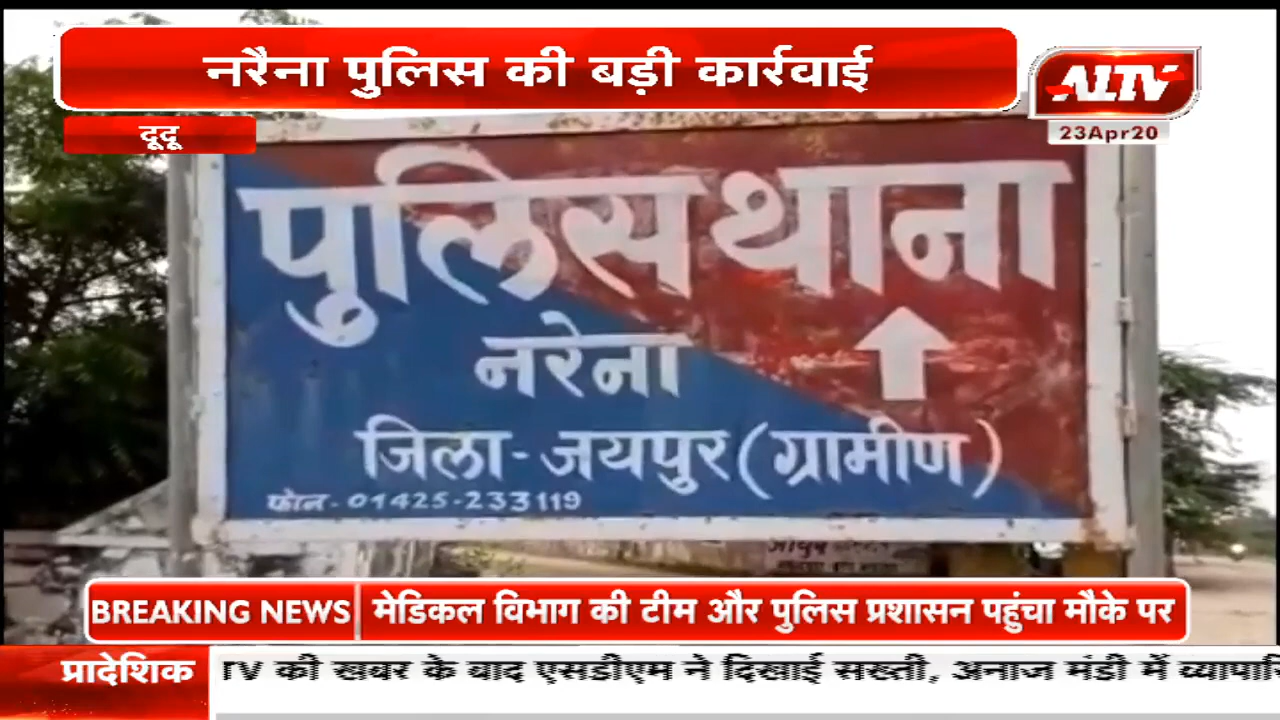 नरैना पुलिस की बड़ी कार्रवाई
ALTV
23Apr20
दूदू
पुलिस थाना
नरेना
जिला-जयपुर (ग्रामीण)
फोन-01425-233119
BREAKING NEWS
मेडिकल विभाग की टीम और पुलिस प्रशासन पहुंचा मौके पर
प्रादेशिक
TV की खबर के बाद एसडीएम ने दिखाई सख्ती, अनाज मंडी में